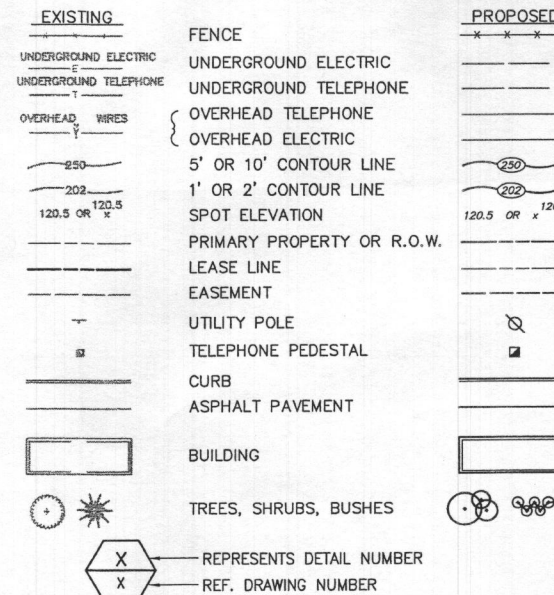 EXISTING PROPOSED
x x x FENCE x x x
UNDERGROUND ELECTRIC
E UNDERGROUND ELECTRIC
UNDERGROUND TELEPHONE
T UNDERGROUND TELEPHONE
OVERHEAD WIRES OVERHEAD TELEPHONE
OVERHEAD ELECTRIC
250 5' OR 10' CONTOUR LINE 250
202 1' OR 2' CONTOUR LINE 202
120.5 OR x 120.5 SPOT ELEVATION 120.5 OR x
PRIMARY PROPERTY OR R.O.W.
LEASE LINE
EASEMENT
UTILITY POLE
TELEPHONE PEDESTAL
CURB
ASPHALT PAVEMENT
BUILDING
TREES, SHRUBS, BUSHES
X REPRESENTS DETAIL NUMBER
X REF. DRAWING NUMBER